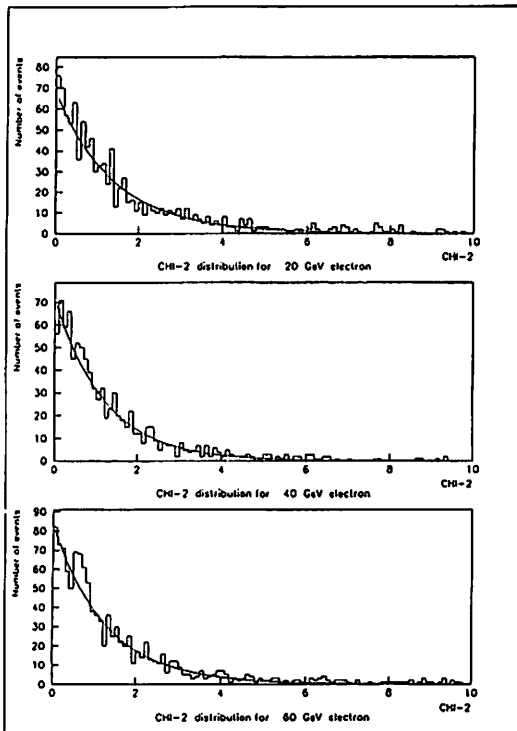 Number of events
80
70
60
50
40
30
20
10
0
0 2 4 6 8 10
CHI-2
CHI-2 distribution for 20 GeV electron
Number of events
70
60
50
40
30
20
10
0
0 2 4 6 8 10
CHI-2
CHI-2 distribution for 40 GeV electron
Number of events
90
80
70
60
50
40
30
20
10
0
0 2 4 6 8 10
CHI-2
CHI-2 distribution for 60 GeV electron